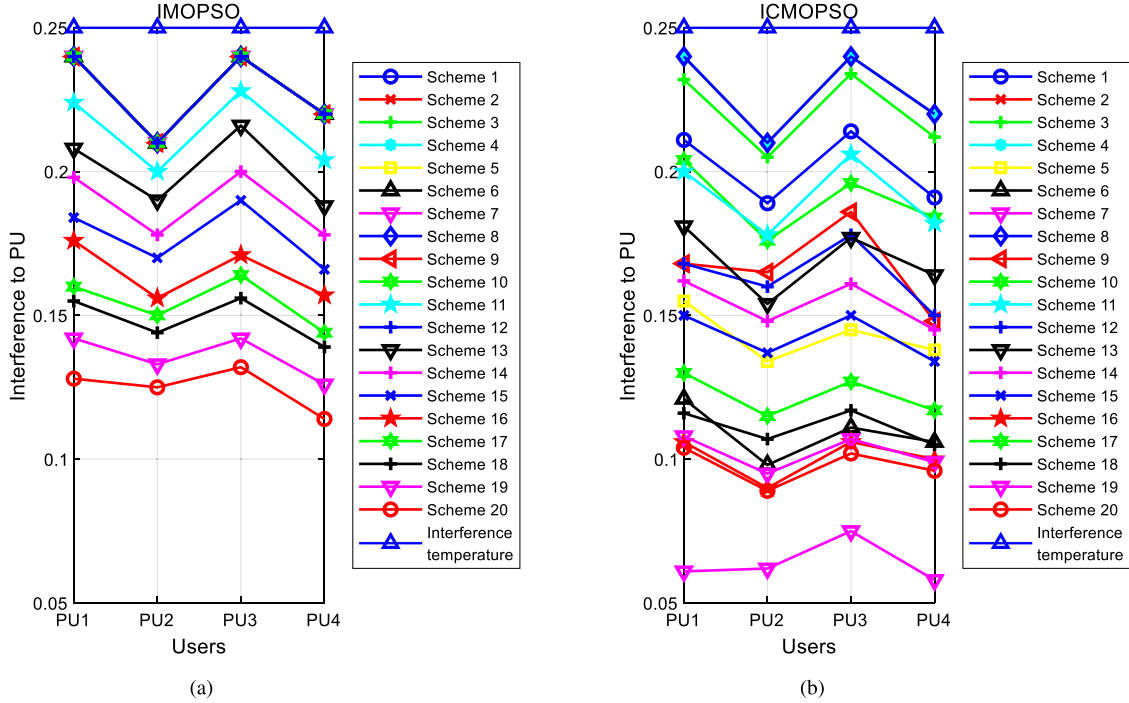 IMOPSO
0.25
0.2
0.15
0.1
0.05
Interference to PU
PU1 PU2 PU3 PU4
Users
Scheme 1
Scheme 2
Scheme 3
Scheme 4
Scheme 5
Scheme 6
Scheme 7
Scheme 8
Scheme 9
Scheme 10
Scheme 11
Scheme 12
Scheme 13
Scheme 14
Scheme 15
Scheme 16
Scheme 17
Scheme 18
Scheme 19
Scheme 20
Interference
temperature
(a)
ICMOPSO
0.25
0.2
0.15
0.1
0.05
Interference to PU
PU1 PU2 PU3 PU4
Users
Scheme 1
Scheme 2
Scheme 3
Scheme 4
Scheme 5
Scheme 6
Scheme 7
Scheme 8
Scheme 9
Scheme 10
Scheme 11
Scheme 12
Scheme 13
Scheme 14
Scheme 15
Scheme 16
Scheme 17
Scheme 18
Scheme 19
Scheme 20
Interference
temperature
(b)